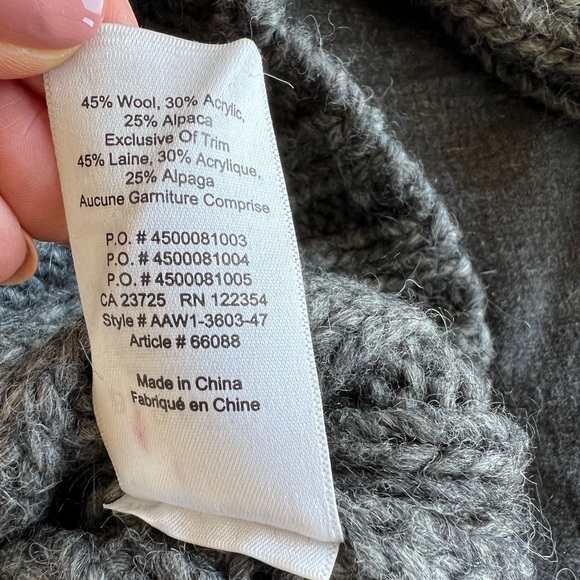 45% Wool, 30% Acrylic,
25% Alpaca
Exclusive Of Trim
45% Laine, 30% Acrylique,
25% Alpaga
Aucune Garniture Comprise
P.O. # 4500081003
P.O. # 4500081004
P.O. # 4500081005
CA 23725 RN 122354
Style # AAW1-3603-47
Article # 66088
Made in China
Fabriqué en Chine